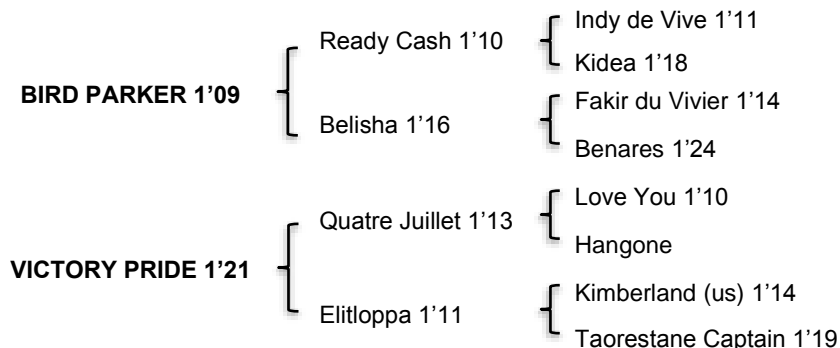 Indy de Vive 1’11
Ready Cash 1’10
Kidea 1’18
BIRD PARKER 1’09
Fakir du Vivier 1’14
Belisha 1’16
Benares 1’24
Love You 1’10
Quatre Juillet 1’13
Hangone
VICTORY PRIDE 1’21
Kimberland (us) 1’14
Elitloppa 1’11
Taorestane Captain 1’19